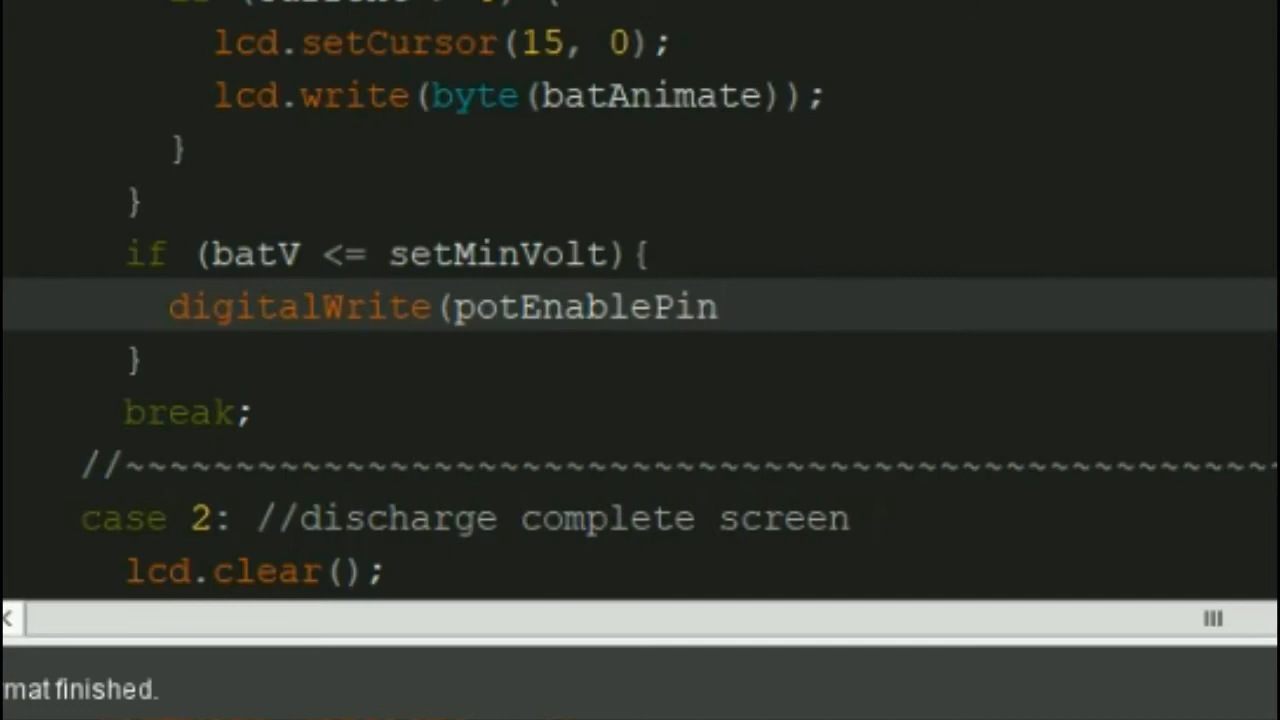 lcd.setCursor(15, 0);
lcd.write(byte(batAnimate));
}
}
if (batV <= setMinVolt){
digitalWrite(potEnablePin
}
break;
//~~~~~~~~~~~~~~~~~~~~~~~~~~~~~~~~~~~~~~~~~~~~~~~~~~~~~
case 2: //discharge complete screen
lcd.clear();
mat finished.